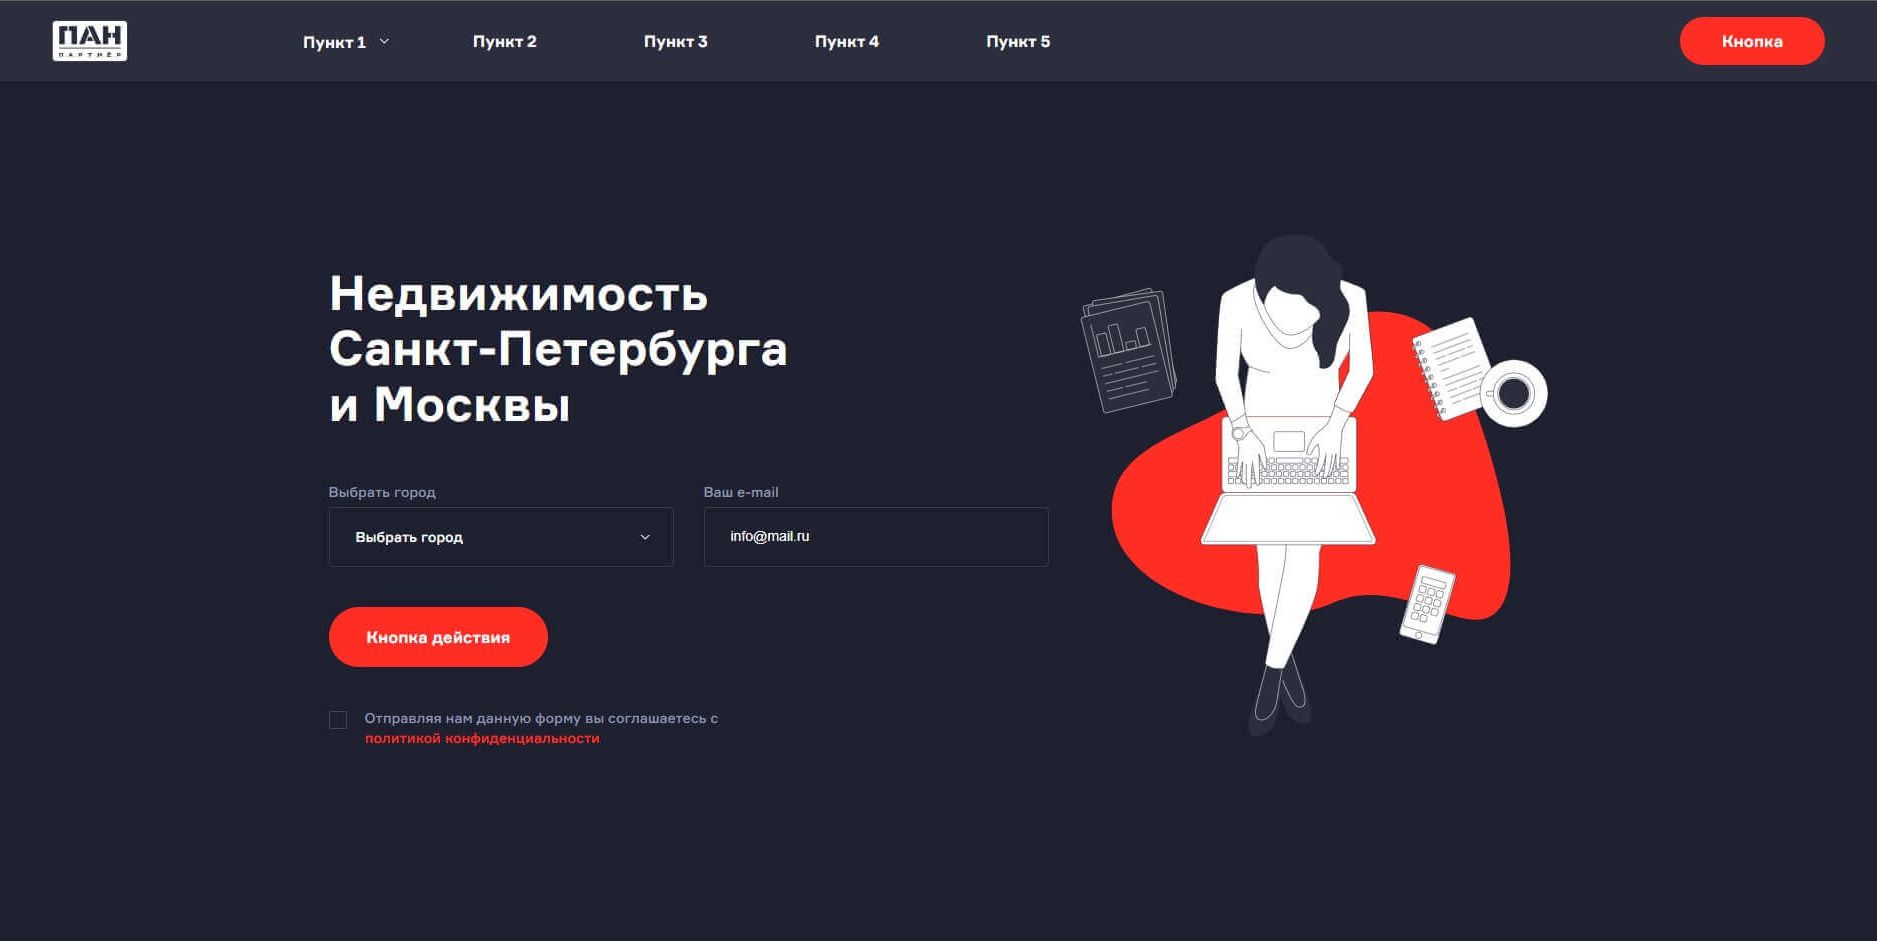 ПАН
ПАРТНЁР
Пункт 1
Пункт 2
Пункт 3
Пункт 4
Пункт 5
Кнопка
Недвижимость
Санкт-Петербурга
и Москвы
Выбрать город
Ваш e-mail
Выбрать город
info@mail.ru
Кнопка действия
Отправляя нам данную форму вы соглашаетесь с
политикой конфиденциальности